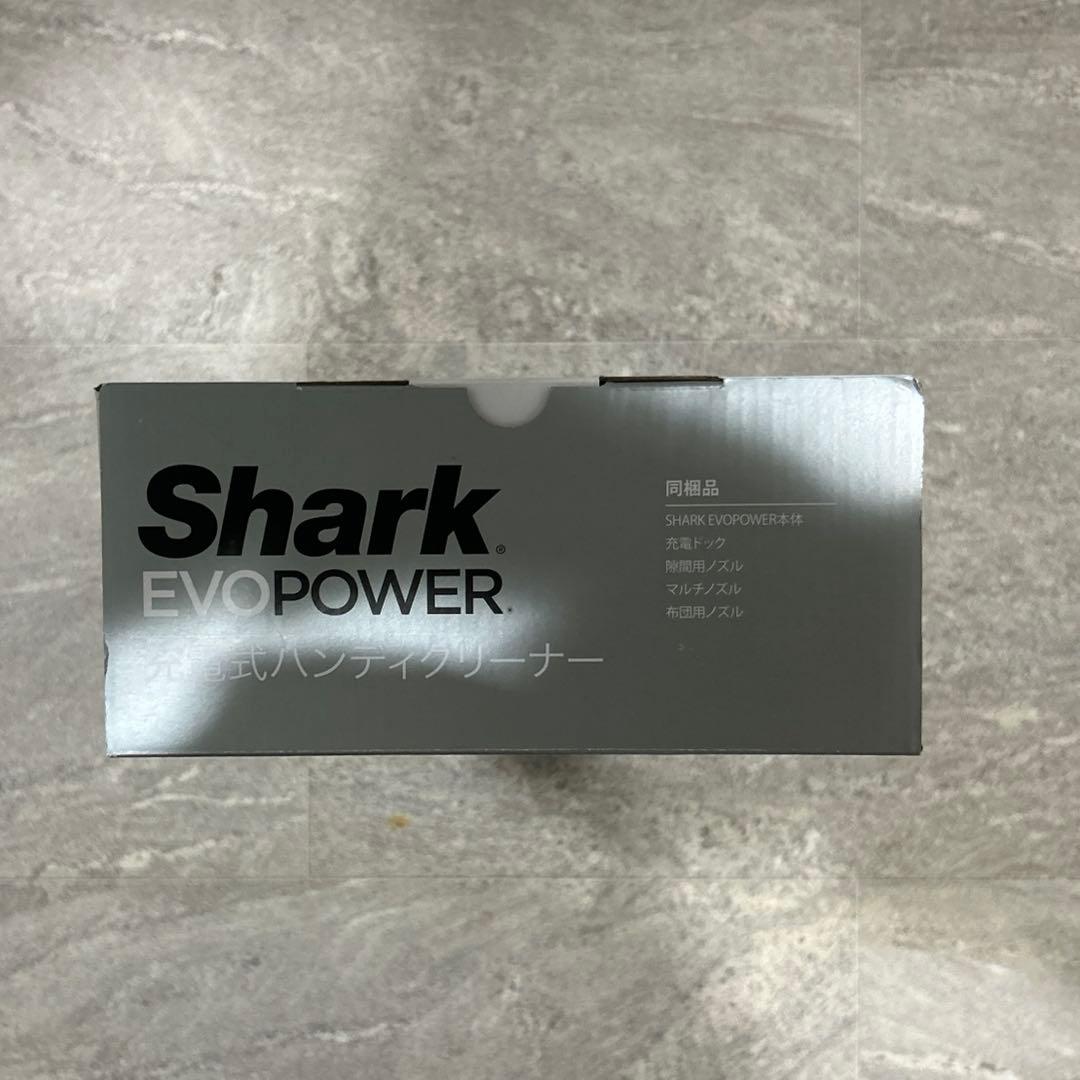 Shark®
EVOPOWER
充電式ハンディクリーナー
同梱品
SHARK EVOPOWER本体
充電ドック
隙間用ノズル
マルチノズル
布団用ノズル